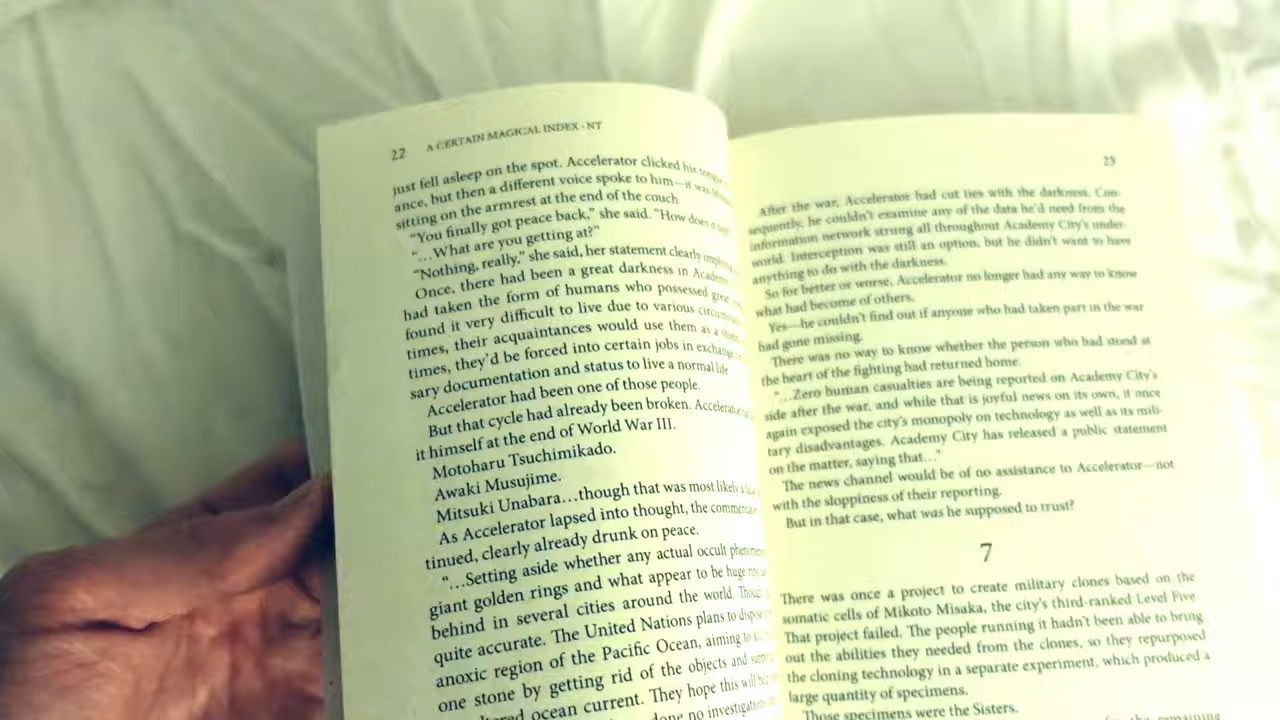 22 A CERTAIN MAGICAL INDEX · NT
just fell asleep on the spot. Accelerator clicked his
ance, but then a different voice spoke to him—it was
sitting on the armrest at the end of the couch
“You finally got peace back,” she said. “How does it
“…What are you getting at?”
“Nothing, really,” she said, her statement clearly
Once, there had been a great darkness in
had taken the form of humans who possessed great
found it very difficult to live due to various
times, their acquaintances would use them as a
times, they’d be forced into certain jobs in exchange
sary documentation and status to live a normal life
Accelerator had been one of those people.
But that cycle had already been broken. Accelerator
it himself at the end of World War III.
Motoharu Tsuchimikado.
Awaki Musujime.
Mitsuki Unabara…though that was most likely a
As Accelerator lapsed into thought, the
tinued, clearly already drunk on peace.
“…Setting aside whether any actual occult
giant golden rings and what appear to be huge
behind in several cities around the world.
quite accurate. The United Nations plans to dispose
anoxic region of the Pacific Ocean, aiming to
one stone by getting rid of the objects and
ocean current. They hope this will
done no
23
After the war, Accelerator had cut ties with the darkness. Con-
sequently, he couldn’t examine any of the data he’d need from the
information network strung all throughout Academy City’s under-
world. Interception was still an option, but he didn’t want to have
anything to do with the darkness.
So for better or worse, Accelerator no longer had any way to know
what had become of others.
Yes—he couldn’t find out if anyone who had taken part in the war
had gone missing.
There was no way to know whether the person who had stood at
the heart of the fighting had returned home.
“…Zero human casualties are being reported on Academy City’s
side after the war, and while that is joyful news on its own, it once
again exposed the city’s monopoly on technology as well as its mili-
tary disadvantages. Academy City has released a public statement
on the matter, saying that…”
The news channel would be of no assistance to Accelerator—not
with the sloppiness of their reporting.
But in that case, what was he supposed to trust?
7
There was once a project to create military clones based on the
somatic cells of Mikoto Misaka, the city’s third-ranked Level Five.
That project failed. The people running it hadn’t been able to bring
out the abilities they needed from the clones, so they repurposed
the cloning technology in a separate experiment, which produced a
large quantity of specimens.
Those specimens were the Sisters.
for the remaining